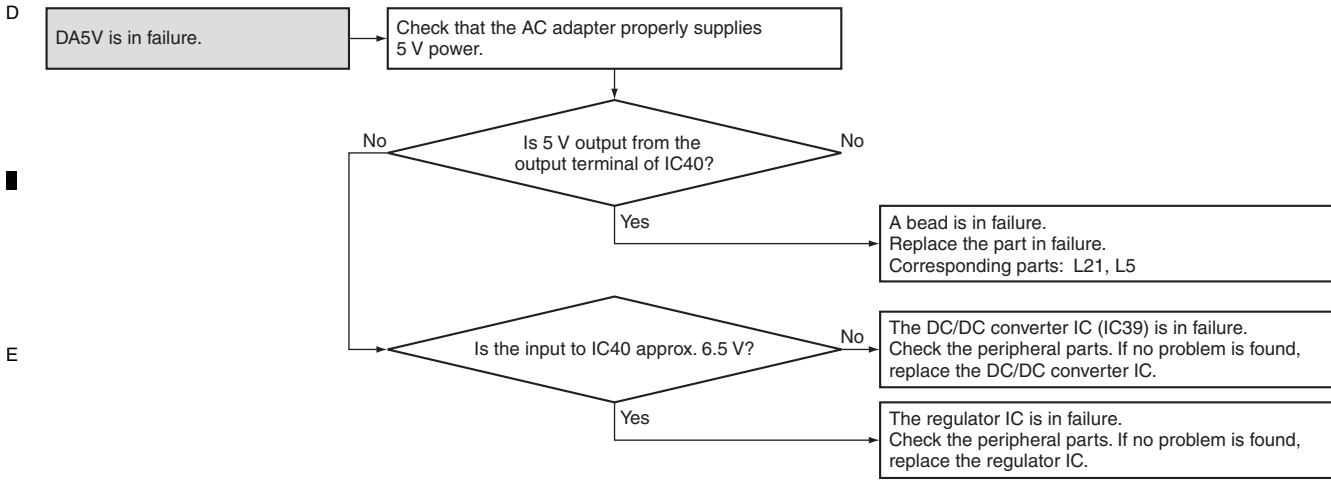 D
DA5V is in failure.
Check that the AC adapter properly supplies
5 V power.
No
Is 5 V output from the
output terminal of IC40?
No
Yes
A bead is in failure.
Replace the part in failure.
Corresponding parts: L21, L5
E
Is the input to IC40 approx. 6.5 V?
No
The DC/DC converter IC (IC39) is in failure.
Check the peripheral parts. If no problem is found,
replace the DC/DC converter IC.
Yes
The regulator IC is in failure.
Check the peripheral parts. If no problem is found,
replace the regulator IC.